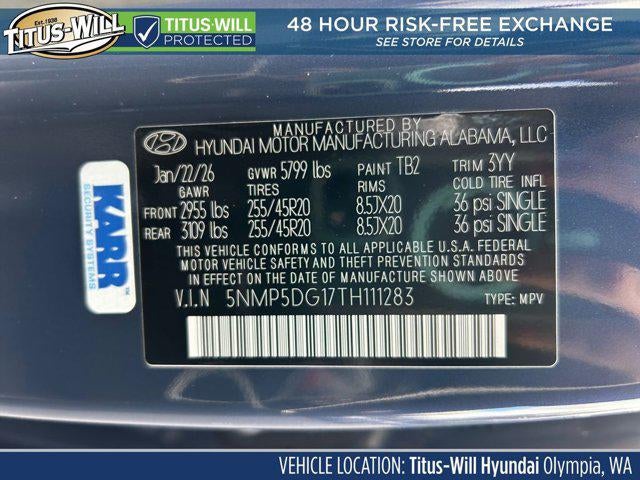 Est. 1938
TITUS-WILL
TITUS-WILL
PROTECTED
48 HOUR RISK-FREE EXCHANGE
SEE STORE FOR DETAILS
KARR
SECURITY SYSTEMS
TM
MANUFACTURED BY
HYUNDAI MOTOR MANUFACTURING ALABAMA, LLC
Jan/22/26 GVWR 5799 lbs PAINT TB2 TRIM 3YY
GAWR TIRES RIMS COLD TIRE INFL
FRONT 2955 lbs 255/45R20 8.5JX20 36 psi SINGLE
REAR 3109 lbs 255/45R20 8.5JX20 36 psi SINGLE
THIS VEHICLE CONFORMS TO ALL APPLICABLE U.S.A. FEDERAL
MOTOR VEHICLE SAFETY AND THEFT PREVENTION STANDARDS
IN EFFECT ON THE DATE OF MANUFACTURE SHOWN ABOVE.
V.I.N 5NMP5DG17TH111283 TYPE: MPV
VEHICLE LOCATION: Titus-Will Hyundai Olympia, WA